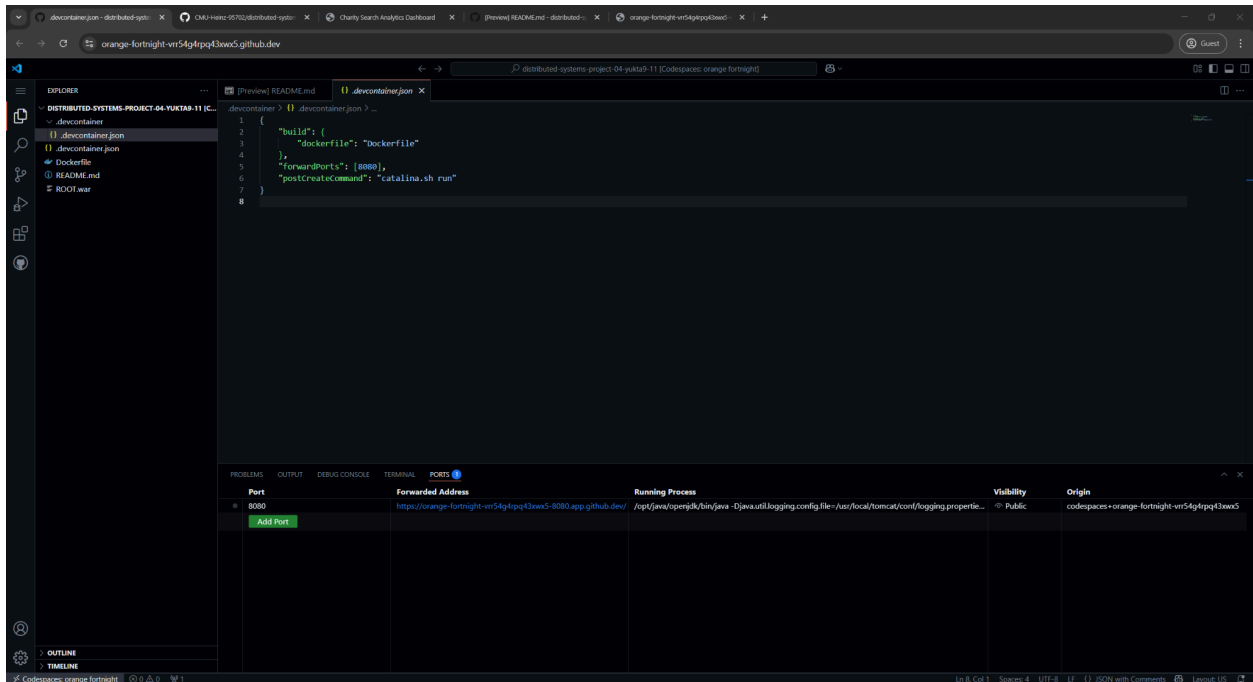 .devcontainer.json - distributed-syste
CMU-Heinz-95702/distributed-system
Charity Search Analytics Dashboard
[Preview] README.md - distributed-s
orange-fortnight-vrr54g4rpq43xwx5-
orange-fortnight-vrr54g4rpq43xwx5.github.dev
Guest
distributed-systems-project-04-yukta9-11 [Codespaces: orange fortnight]
EXPLORER
DISTRIBUTED-SYSTEMS-PROJECT-04-YUKTA9-11 [C...
.devcontainer
{} .devcontainer.json
{} .devcontainer.json
Dockerfile
README.md
ROOT.war
[Preview] README.md
{} .devcontainer.json
.devcontainer > {} .devcontainer.json > ...
1 {
2 "build": {
3 "dockerfile": "Dockerfile"
4 },
5 "forwardPorts": [8080],
6 "postCreateCommand": "catalina.sh run"
7 }
8
PROBLEMS OUTPUT DEBUG CONSOLE TERMINAL PORTS 1
Port Forwarded Address Running Process Visibility Origin
8080 https://orange-fortnight-vrr54g4rpq43xwx5-8080.app.github.dev/ /opt/java/openjdk/bin/java -Djava.util.logging.config.file=/usr/local/tomcat/conf/logging.propertie... Public codespaces+orange-fortnight-vrr54g4rpq43xwx5
Add Port
OUTLINE
TIMELINE
Codespaces: orange fortnight 0 0 1 Ln 8, Col 1 Spaces: 4 UTF-8 LF {} JSON with Comments Layout: US